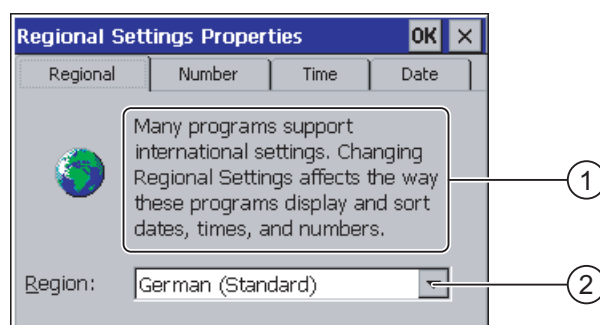 Regional Settings Properties OK ×
Regional Number Time Date
Many programs support
international settings. Changing
Regional Settings affects the way
these programs display and sort
dates, times, and numbers.
1
Region: German (Standard)
2